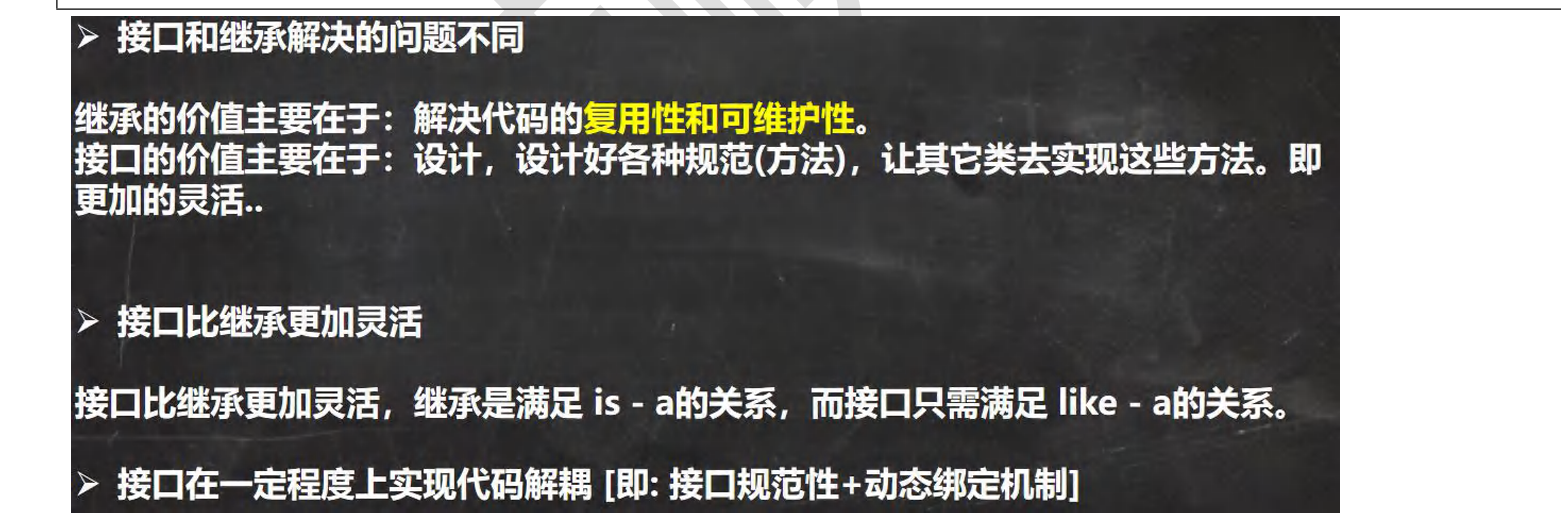 ➢ 接口和继承解决的问题不同
继承的价值主要在于：解决代码的复用性和可维护性。
接口的价值主要在于：设计，设计好各种规范(方法)，让其它类去实现这些方法。即
更加的灵活..
➢ 接口比继承更加灵活
接口比继承更加灵活，继承是满足 is - a的关系，而接口只需满足 like - a的关系。
➢ 接口在一定程度上实现代码解耦 [即: 接口规范性+动态绑定机制]